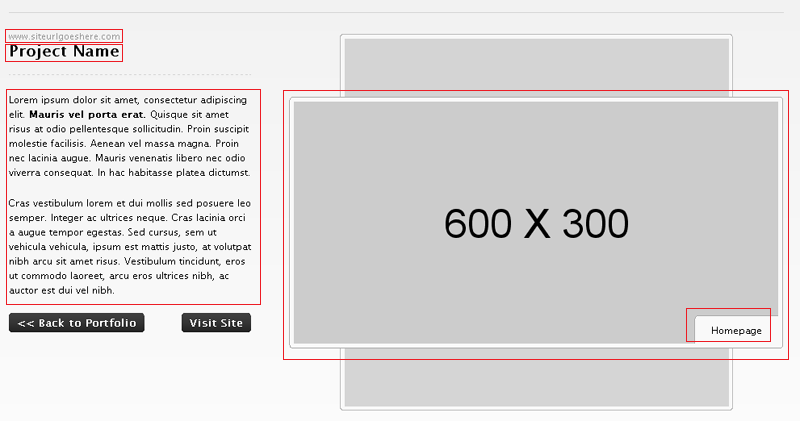 www.siteurlgoeshere.com
Project Name
Lorem ipsum dolor sit amet, consectetur adipiscing
elit. Mauris vel porta erat. Quisque sit amet
risus at odio pellentesque sollicitudin. Proin suscipit
molestie facilisis. Aenean vel massa magna. Proin
nec lacinia augue. Mauris venenatis libero nec odio
viverra consequat. In hac habitasse platea dictumst.
Cras vestibulum lorem et dui mollis sed posuere leo
semper. Integer ac ultrices neque. Cras lacinia orci
a augue tempor egestas. Sed cursus, sem ut
vehicula vehicula, ipsum est mattis justo, at volutpat
nibh arcu sit amet risus. Vestibulum tincidunt, eros
ut commodo laoreet, arcu eros ultrices nibh, ac
auctor est dui vel nibh.
<< Back to Portfolio
Visit Site
600 X 300
Homepage